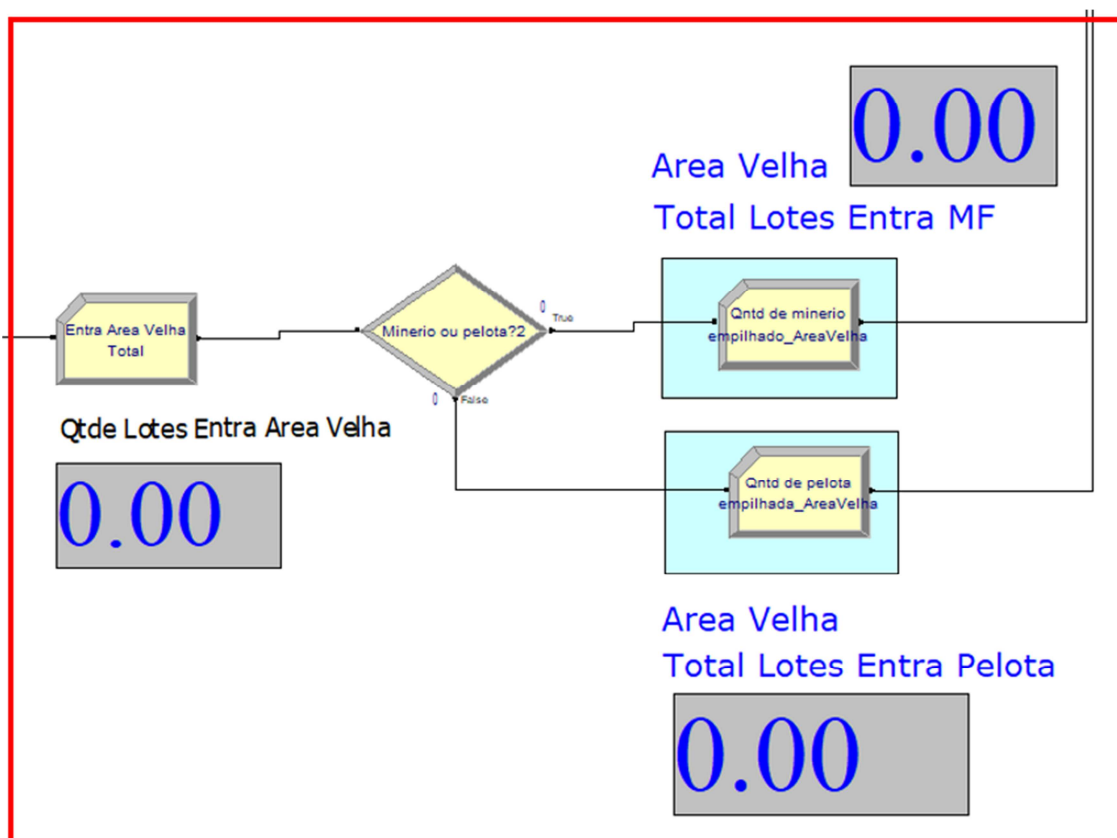 0.00
Area Velha
Total Lotes Entra MF
Entra Area Velha
Total
Minerio ou pelota?2
0
True
0
False
Qntd de minerio
empilhado_AreaVelha
Qtde Lotes Entra Area Velha
0.00
Qntd de pelota
empilhada_AreaVelha
Area Velha
Total Lotes Entra Pelota
0.00